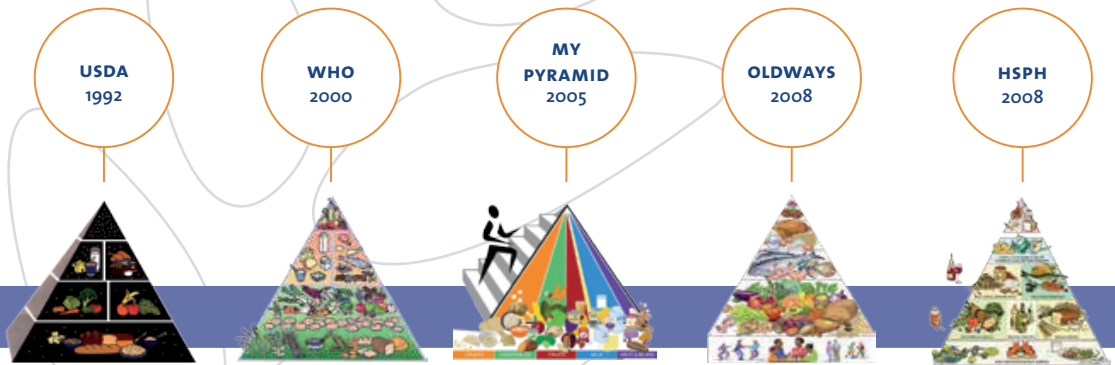 USDA
1992
WHO
2000
MY
PYRAMID
2005
OLDWAYS
2008
HSPH
2008
GRAINS VEGETABLES FRUITS MILK MEAT & BEANS